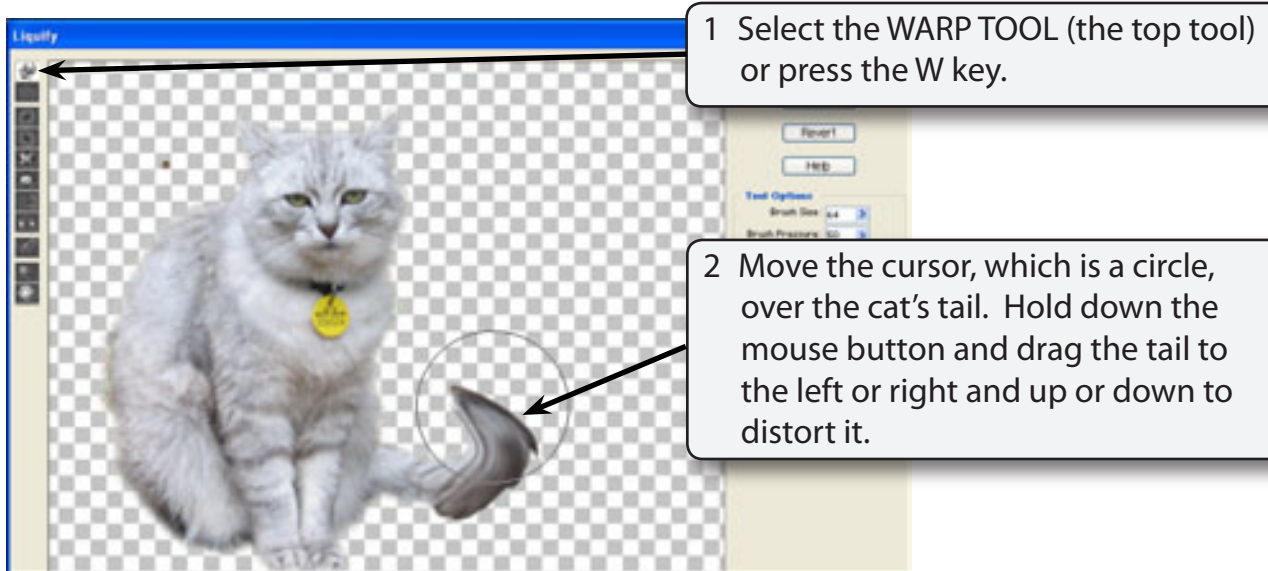 Liquify
1 Select the WARP TOOL (the top tool)
or press the W key.
Revert
Help
Tool Options
Brush Size: 64
Brush Pressure: 50
2 Move the cursor, which is a circle,
over the cat’s tail.  Hold down the
mouse button and drag the tail to
the left or right and up or down to
distort it.